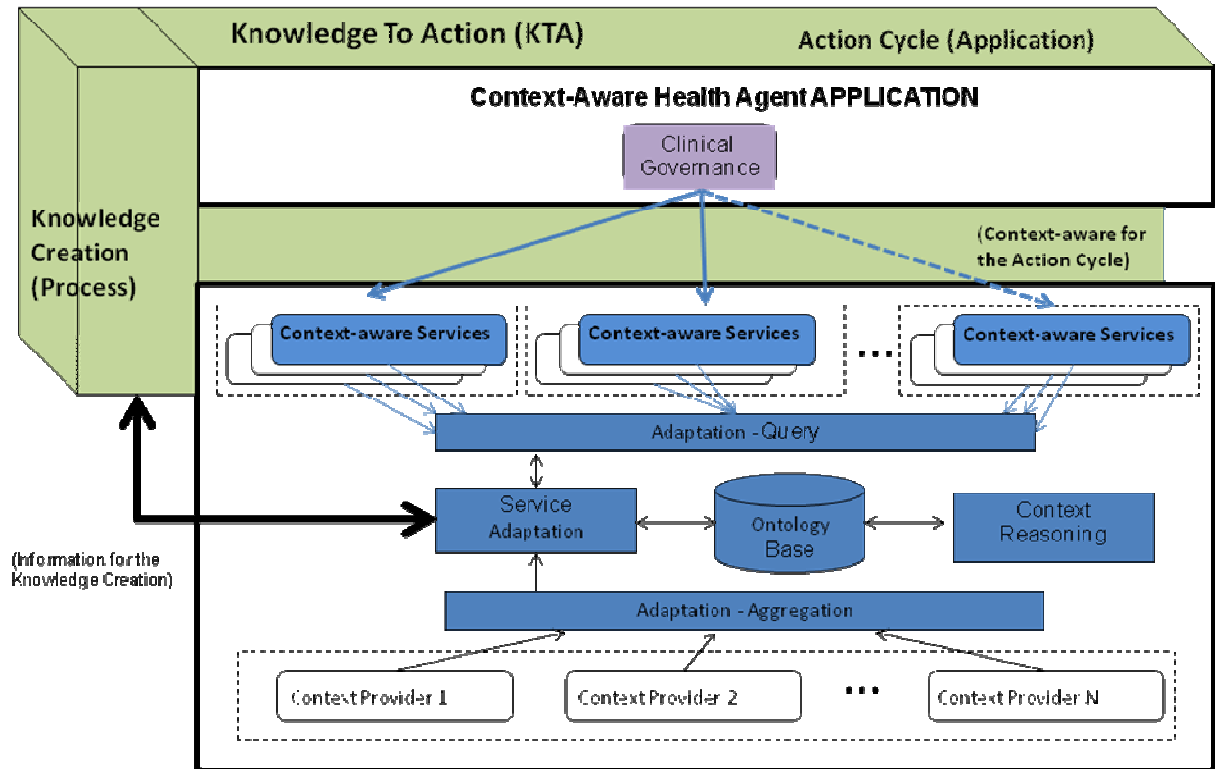 Knowledge To Action (KTA)
Action Cycle (Application)
Context-Aware Health Agent APPLICATION
Clinical
Governance
Knowledge
Creation
(Process)
(Context-aware for
the Action Cycle)
Context-aware Services
Context-aware Services
...
Context-aware Services
Adaptation - Query
Service
Adaptation
Ontology
Base
Context
Reasoning
(Information for the
Knowledge Creation)
Adaptation - Aggregation
Context Provider 1
Context Provider 2
...
Context Provider N